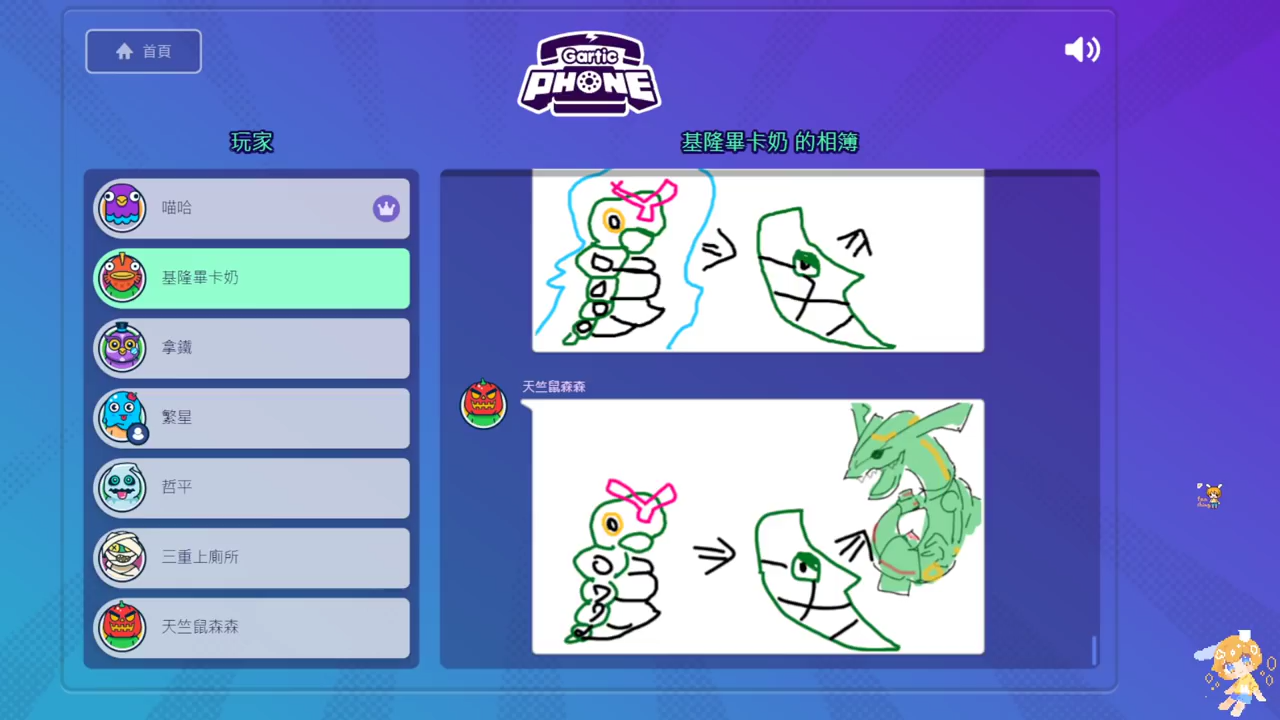 首頁
Gartic
PHONE
玩家
基隆畢卡奶 的相簿
喵哈
基隆畢卡奶
拿鐵
繁星
哲平
三重上廁所
天竺鼠森森
天竺鼠森森